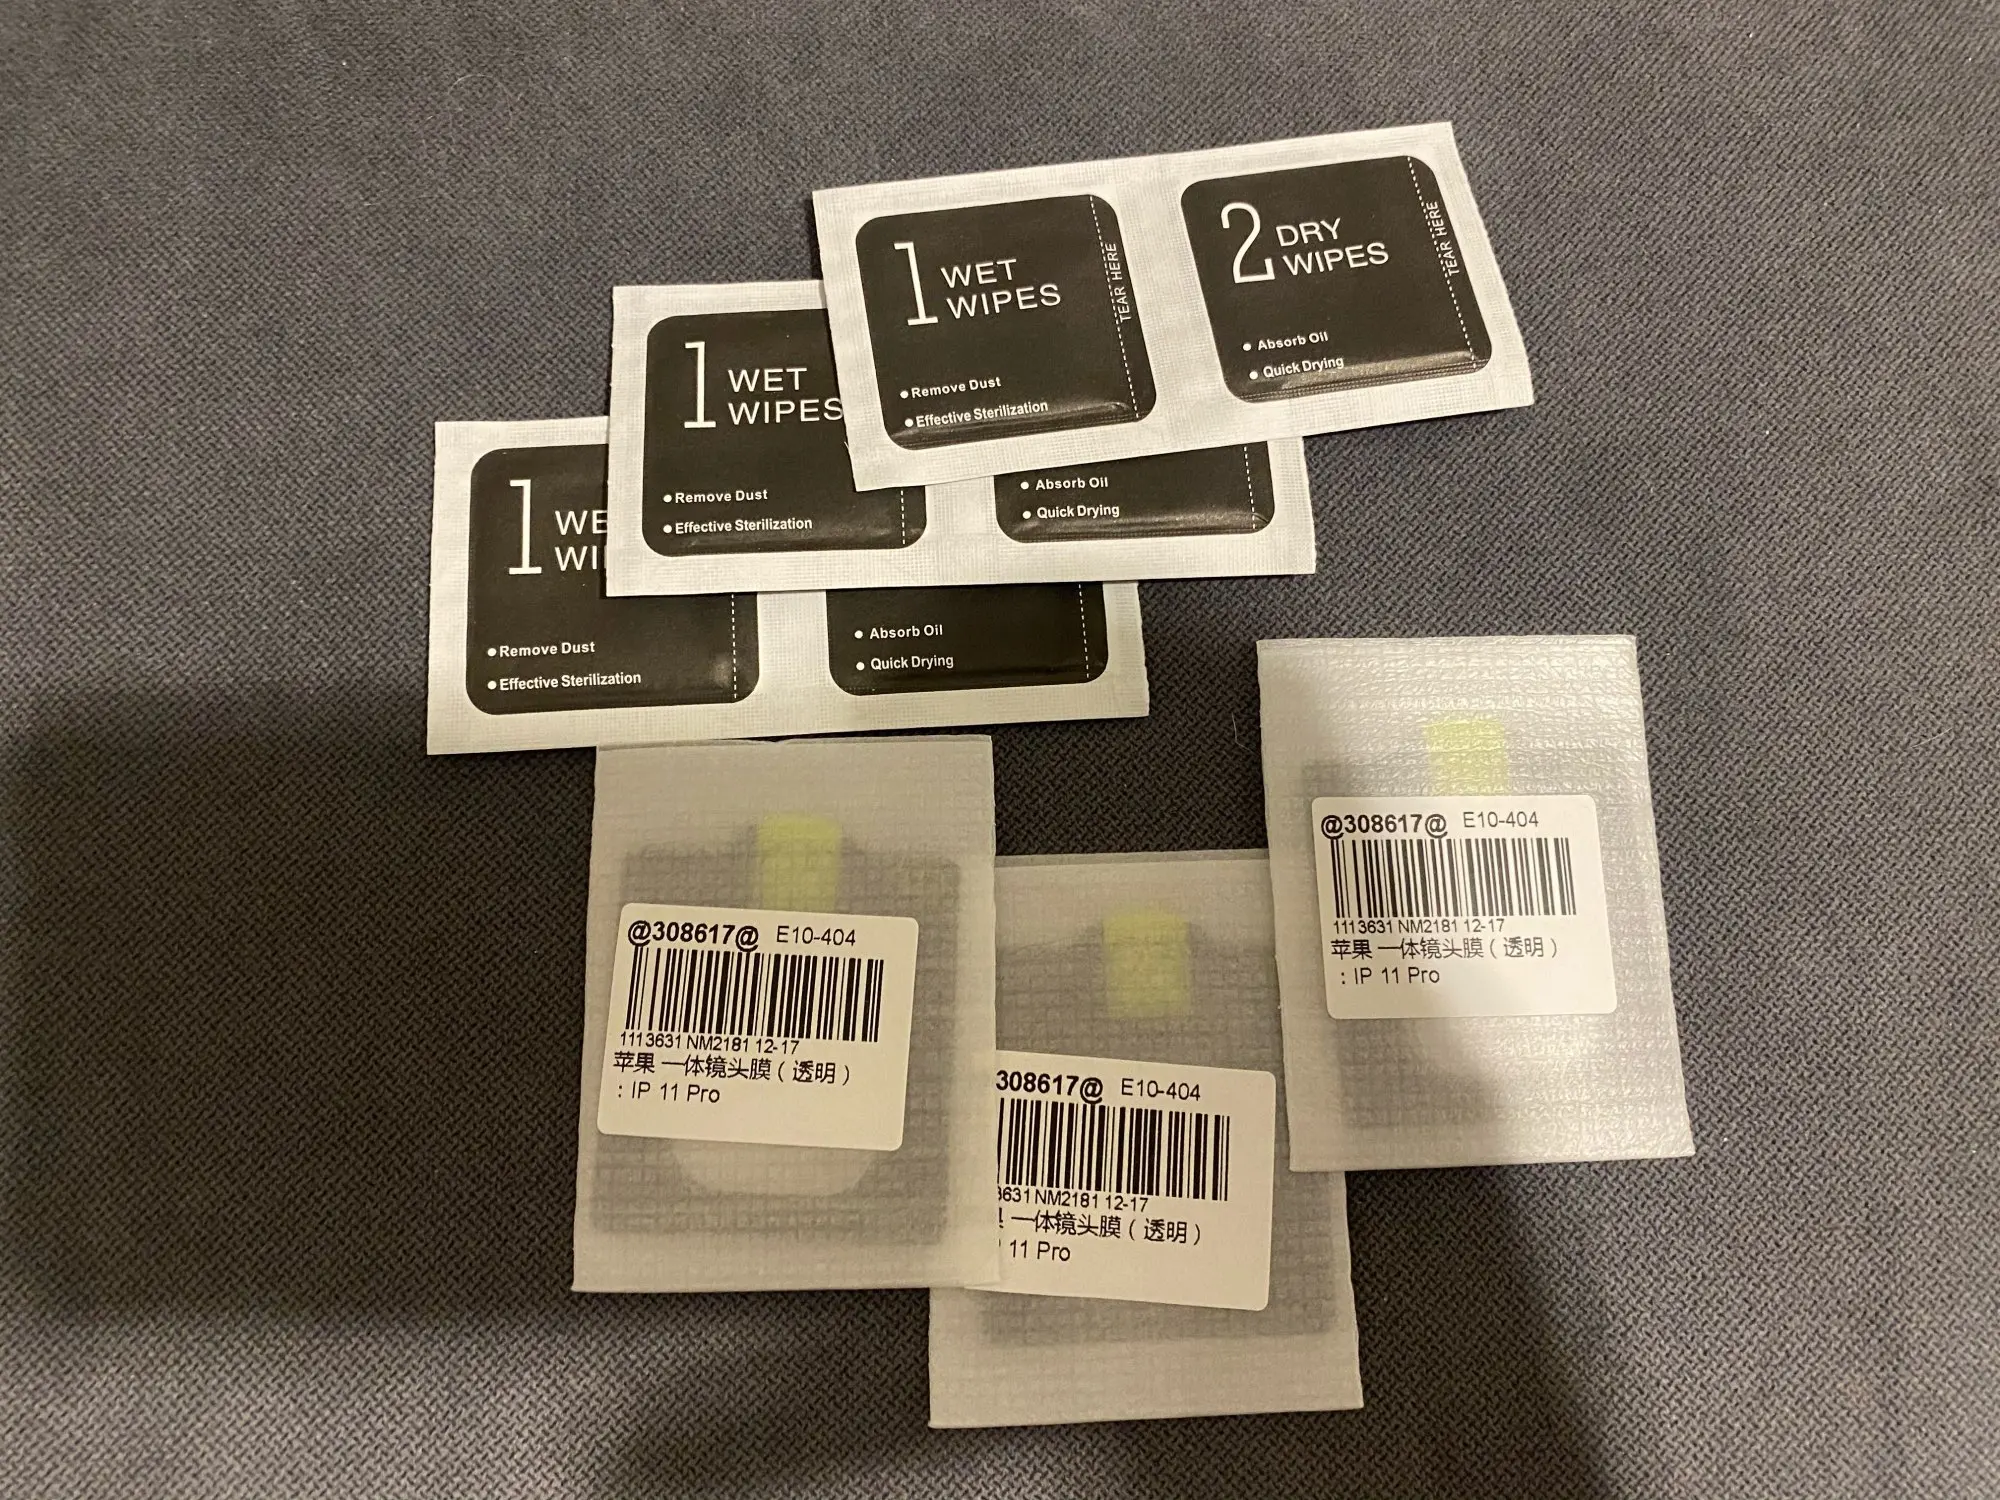 1 WET
WIPES
TEAR HERE
● Remove Dust
● Effective Sterilization
2 DRY
WIPES
TEAR HERE
● Absorb Oil
● Quick Drying
1 WET
WIPES
● Remove Dust
● Effective Sterilization
● Absorb Oil
● Quick Drying
1 WE
WI
● Remove Dust
● Effective Sterilization
● Absorb Oil
● Quick Drying
@308617@ E10-404
1113631 NM2181 12-17
苹果 一体镜头膜（透明）
：IP 11 Pro
@308617@ E10-404
1113631 NM2181 12-17
苹果 一体镜头膜（透明）
：IP 11 Pro
308617@ E10-404
3631 NM2181 12-17
一体镜头膜（透明）
11 Pro